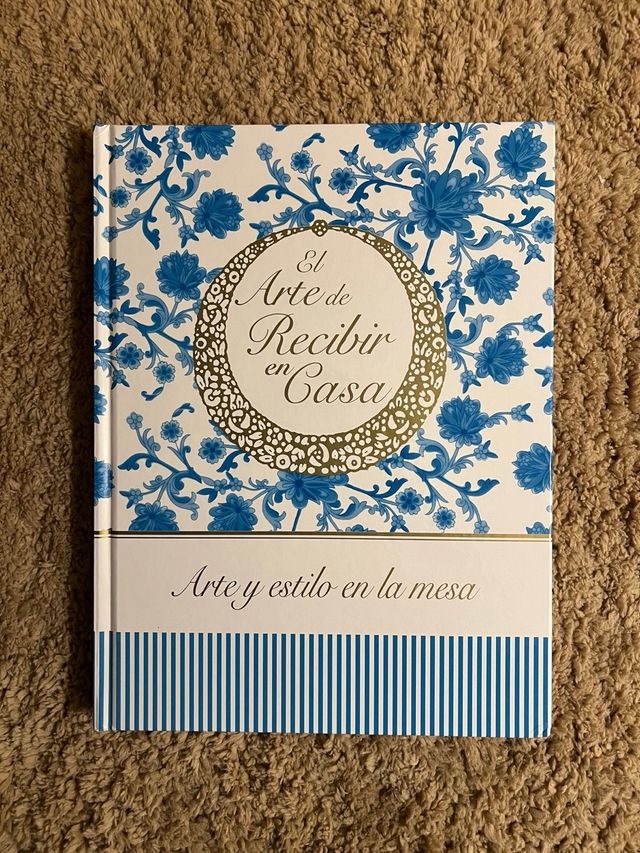 El
Arte de
Recibir
en
Casa
Arte y estilo en la mesa